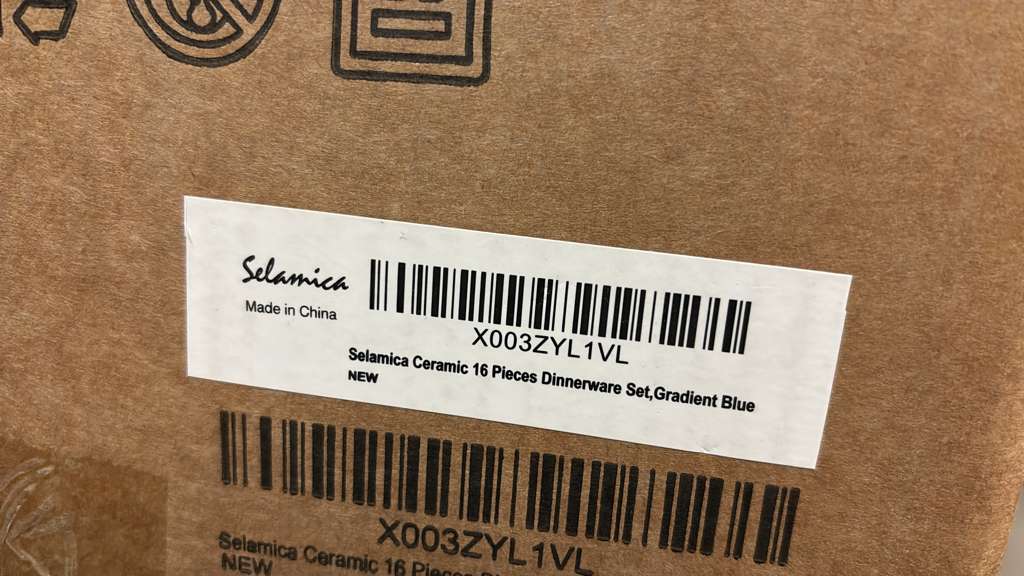 Selamica
Made in China
X003ZYL1VL
Selamica Ceramic 16 Pieces Dinnerware Set,Gradient Blue
NEW
X003ZYL1VL
Selamica Ceramic 16 Pieces
NEW